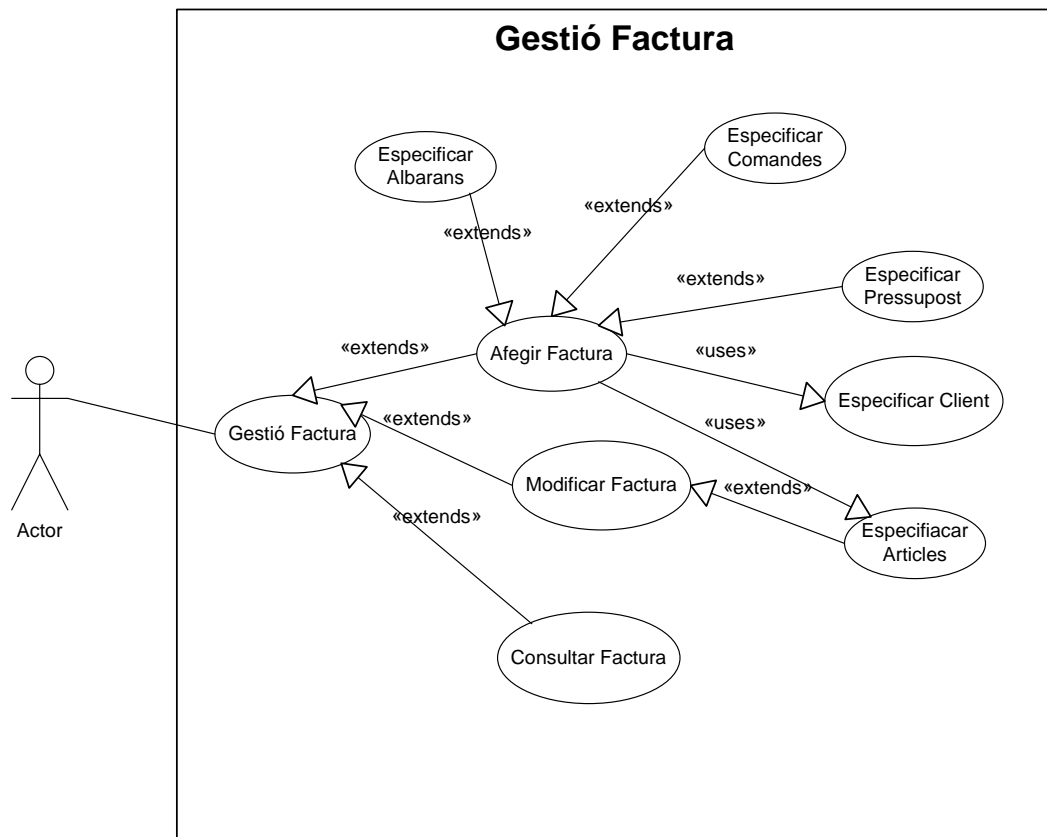 Gestió Factura
Especificar
Albarans
Especificar
Comandes
«extends»
«extends»
«extends»
Especificar
Pressupost
«extends»
Afegir Factura
«uses»
Especificar Client
Gestió Factura
«extends»
«uses»
Modificar Factura
«extends»
Especifiacar
Articles
«extends»
Actor
Consultar Factura